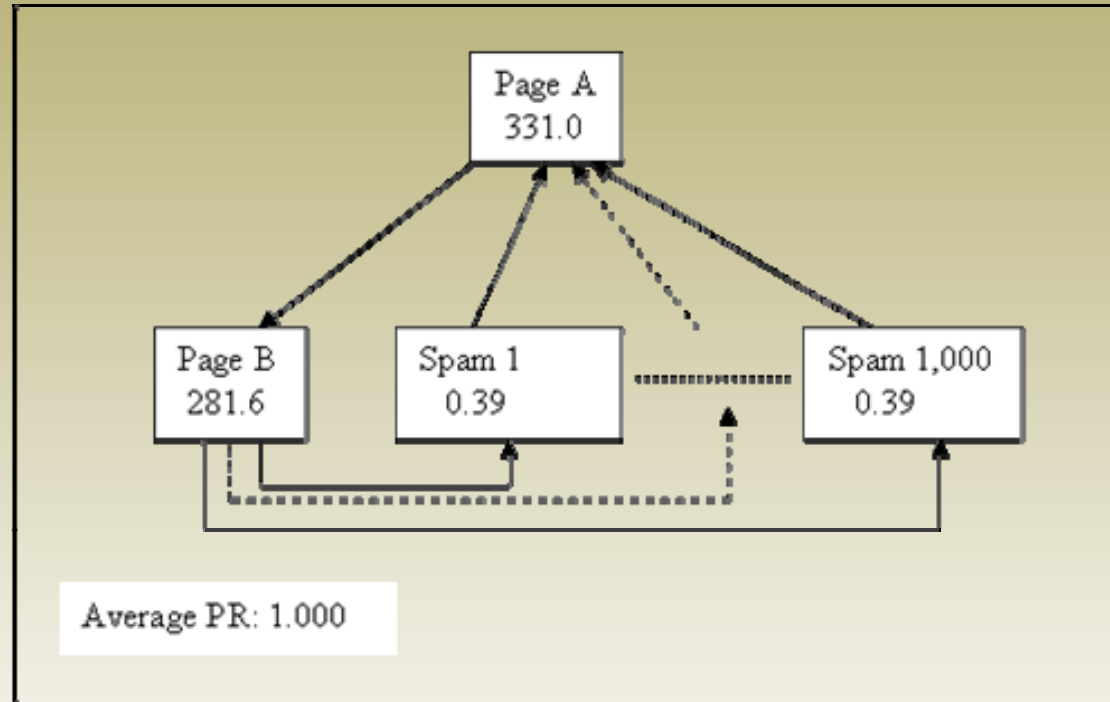 Page A
331.0
Page B
281.6
Spam 1
0.39
Spam 1,000
0.39
Average PR: 1.000